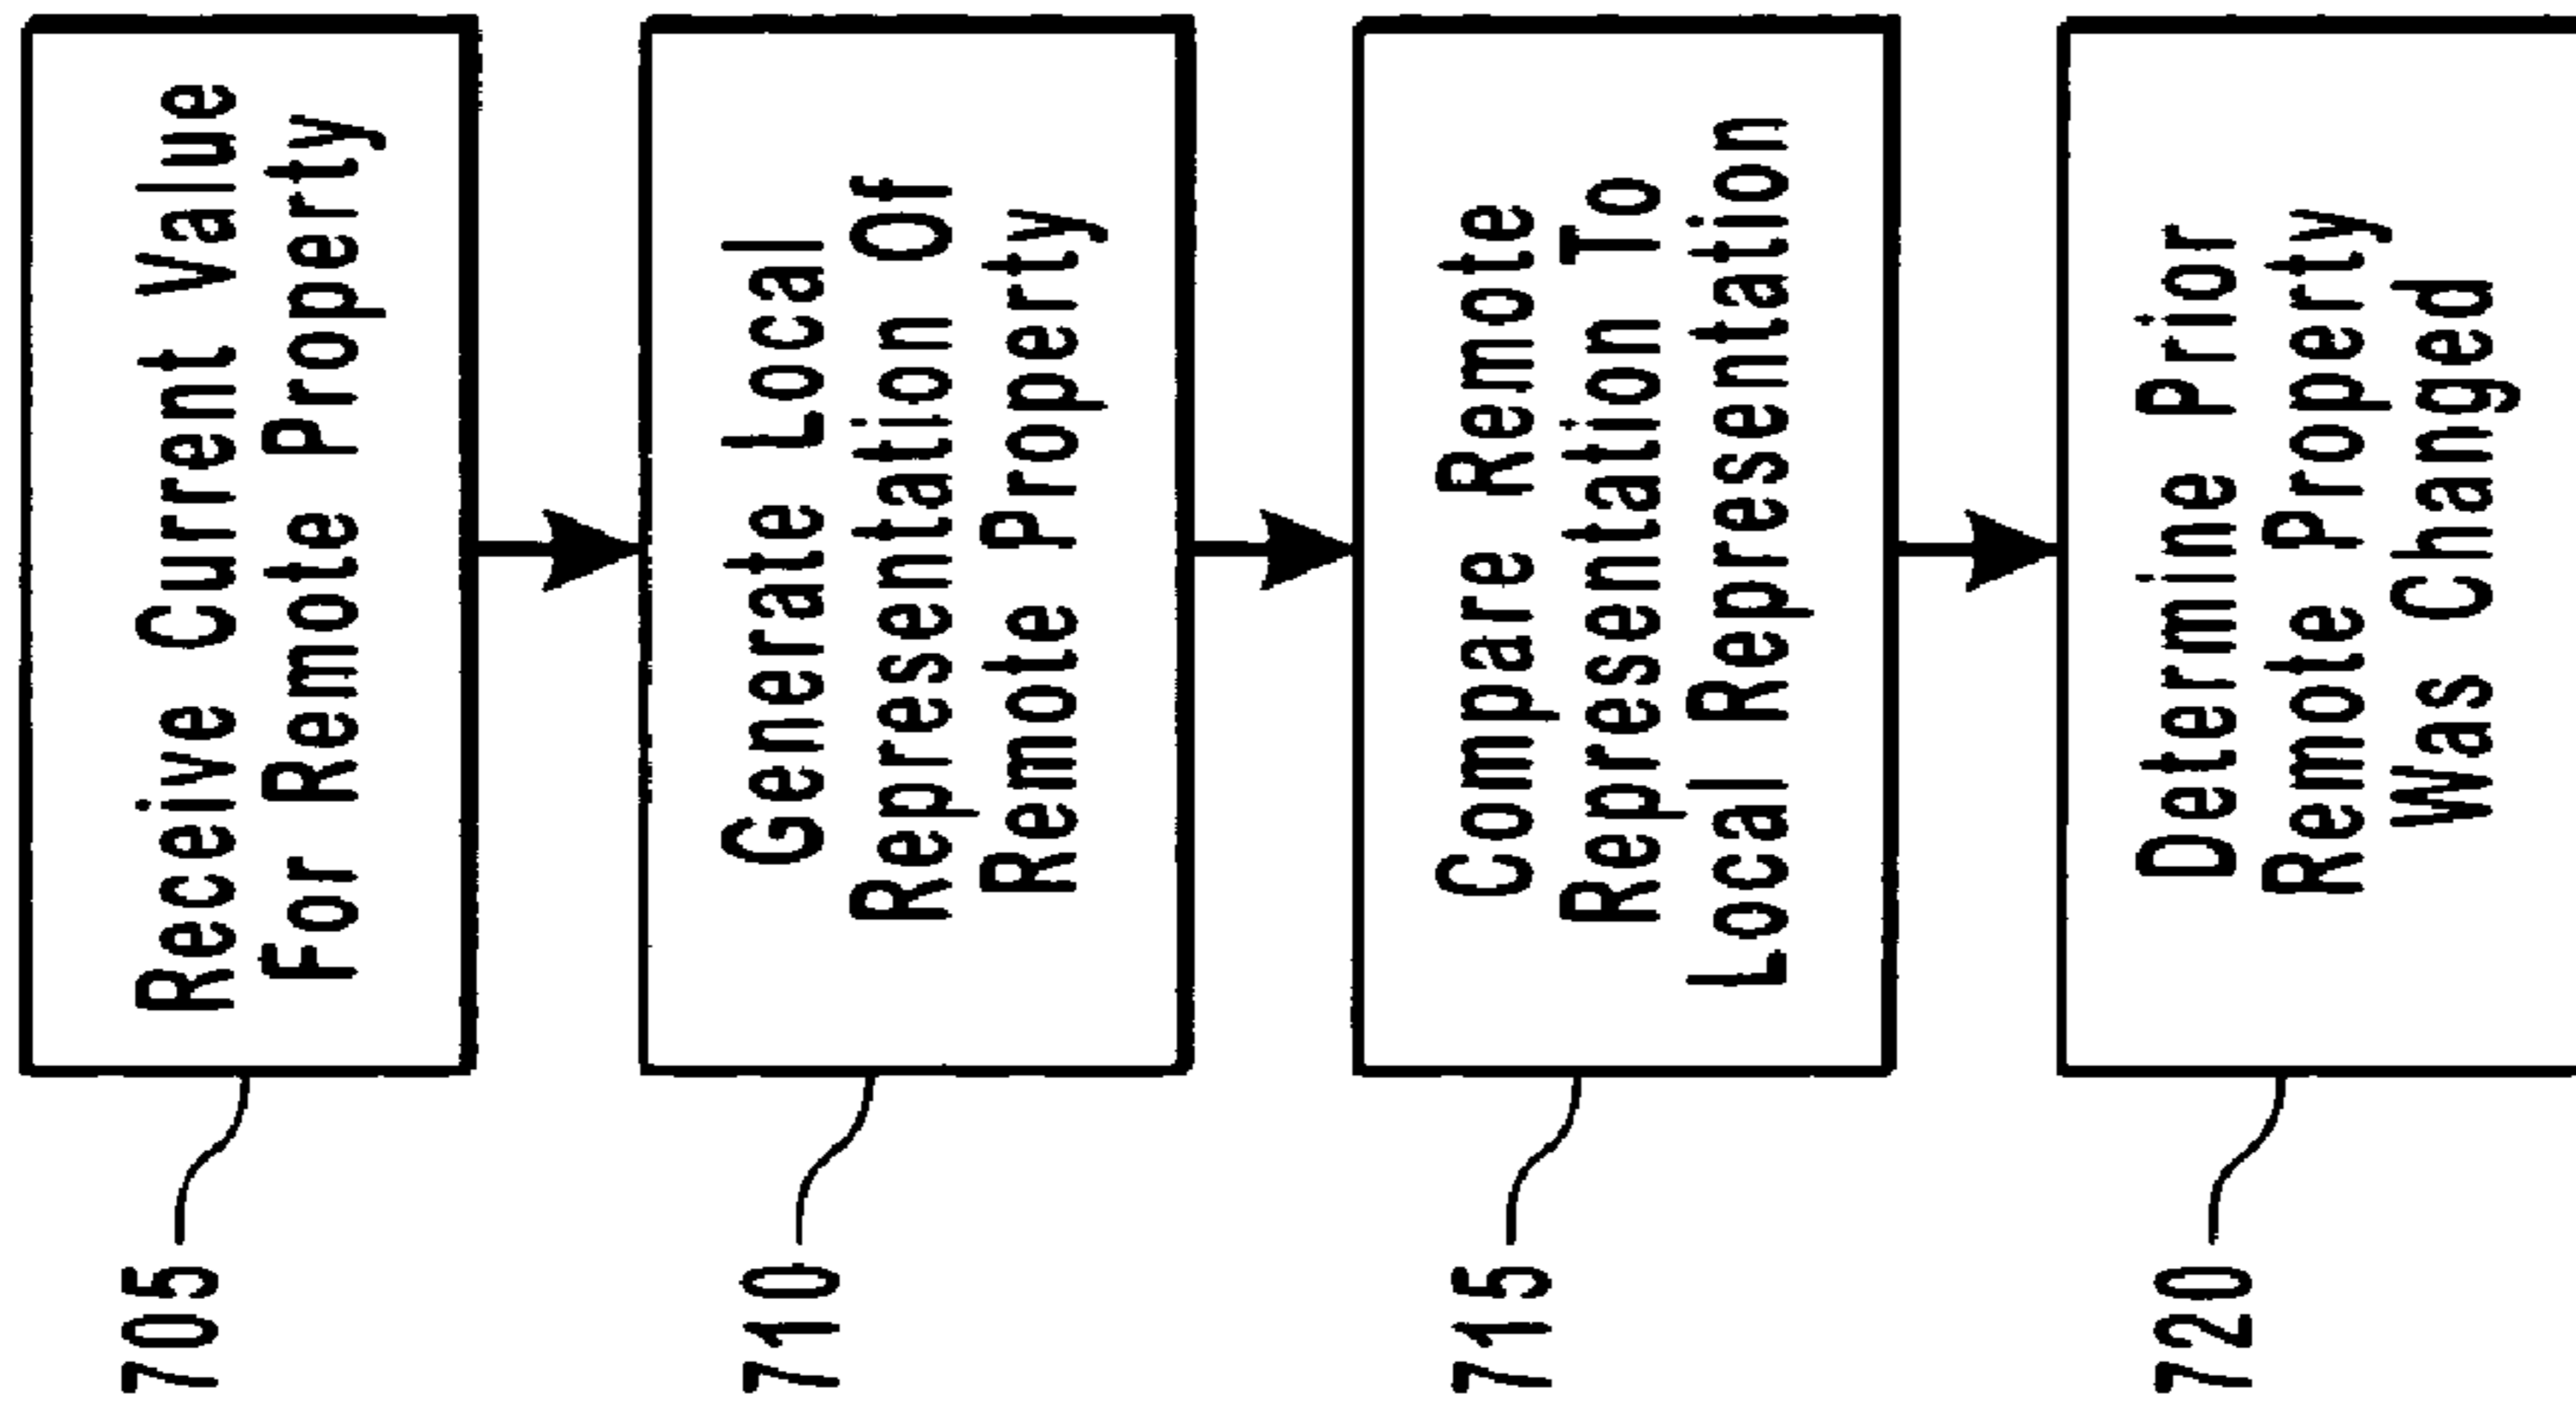 705
Receive Current Value
For Remote Property
710
Generate Local
Representation Of
Remote Property
715
Compare Remote
Representation To
Local Representation
720
Determine Prior
Remote Property
Was Changed